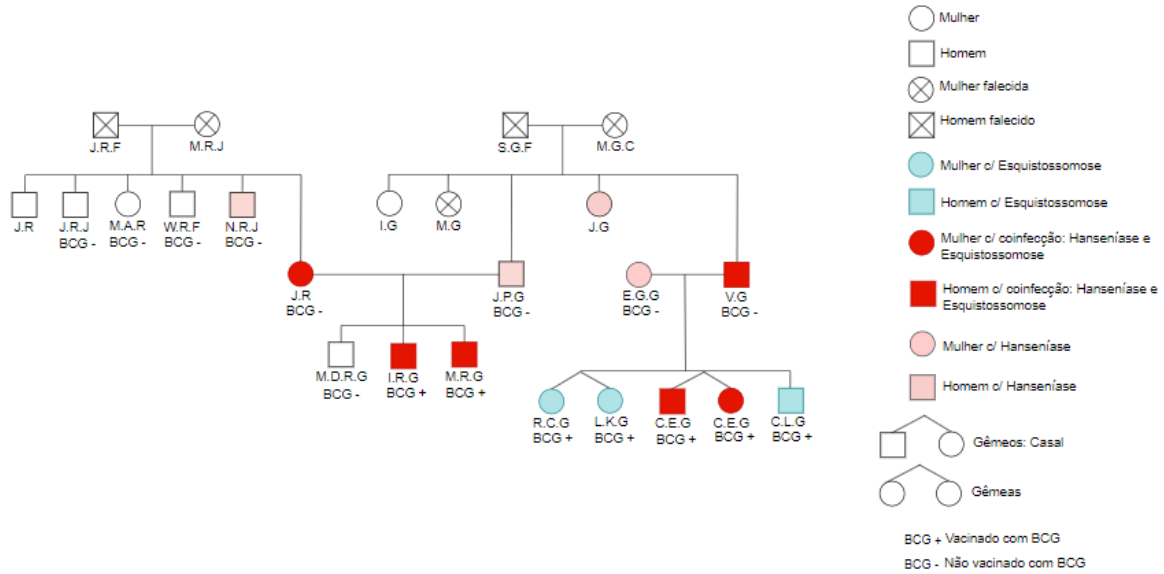 Mulher
Homem
Mulher falecida
Homem falecido
Mulher c/ Esquistossomose
Homem c/ Esquistossomose
Mulher c/ coinfecção: Hanseníase e
Esquistossomose
Homem c/ coinfecção: Hanseníase e
Esquistossomose
Mulher c/ Hanseníase
Homem c/ Hanseníase
Gêmeos: Casal
Gêmeas
BCG + Vacinado com BCG
BCG - Não vacinado com BCG
J.R.F
M.R.J
S.G.F
M.G.C
J.R
J.R.J
BCG -
M.A.R
BCG -
W.R.F
BCG -
N.R.J
BCG -
I.G
M.G
J.G
J.R
BCG -
J.P.G
BCG -
E.G.G
BCG -
V.G
BCG -
M.D.R.G
BCG -
I.R.G
BCG +
M.R.G
BCG +
R.C.G
BCG +
L.K.G
BCG +
C.E.G
BCG +
C.E.G
BCG +
C.L.G
BCG +